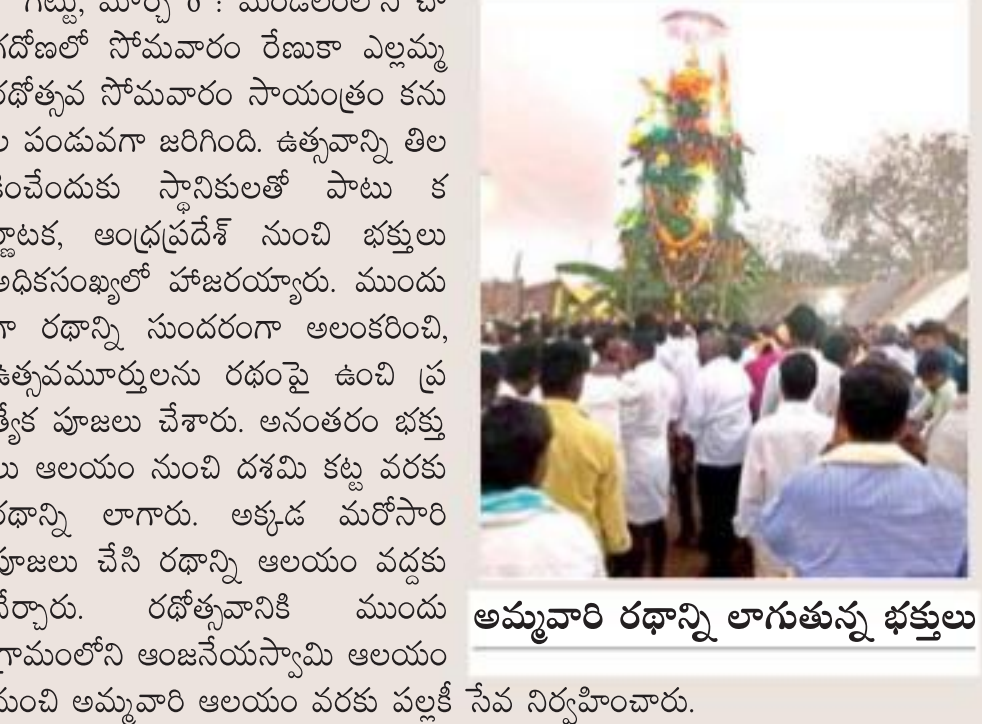 గట్టు, మార్చి 6 : మండలంలోని చా
గదోణలో సోమవారం రేణుకా ఎల్లమ్మ
రథోత్సవ సోమవారం సాయంత్రం కను
ల పండువగా జరిగింది. ఉత్సవాన్ని తిల
కించేందుకు స్థానికులతో పాటు క
ర్ణాటక, ఆంధ్రప్రదేశ్ నుంచి భక్తులు
అధికసంఖ్యలో హాజరయ్యారు. ముందు
గా రథాన్ని సుందరంగా అలంకరించి,
ఉత్సవమూర్తులను రథంపై ఉంచి ప్ర
త్యేక పూజలు చేశారు. అనంతరం భక్తు
లు ఆలయం నుంచి దశమి కట్ట వరకు
రథాన్ని లాగారు. అక్కడ మరోసారి
పూజలు చేసి రథాన్ని ఆలయం వద్దకు
చేర్చారు. రథోత్సవానికి ముందు
గ్రామంలోని ఆంజనేయస్వామి ఆలయం
నుంచి అమ్మవారి ఆలయం వరకు పల్లకీ సేవ నిర్వహించారు.
అమ్మవారి రథాన్ని లాగుతున్న భక్తులు